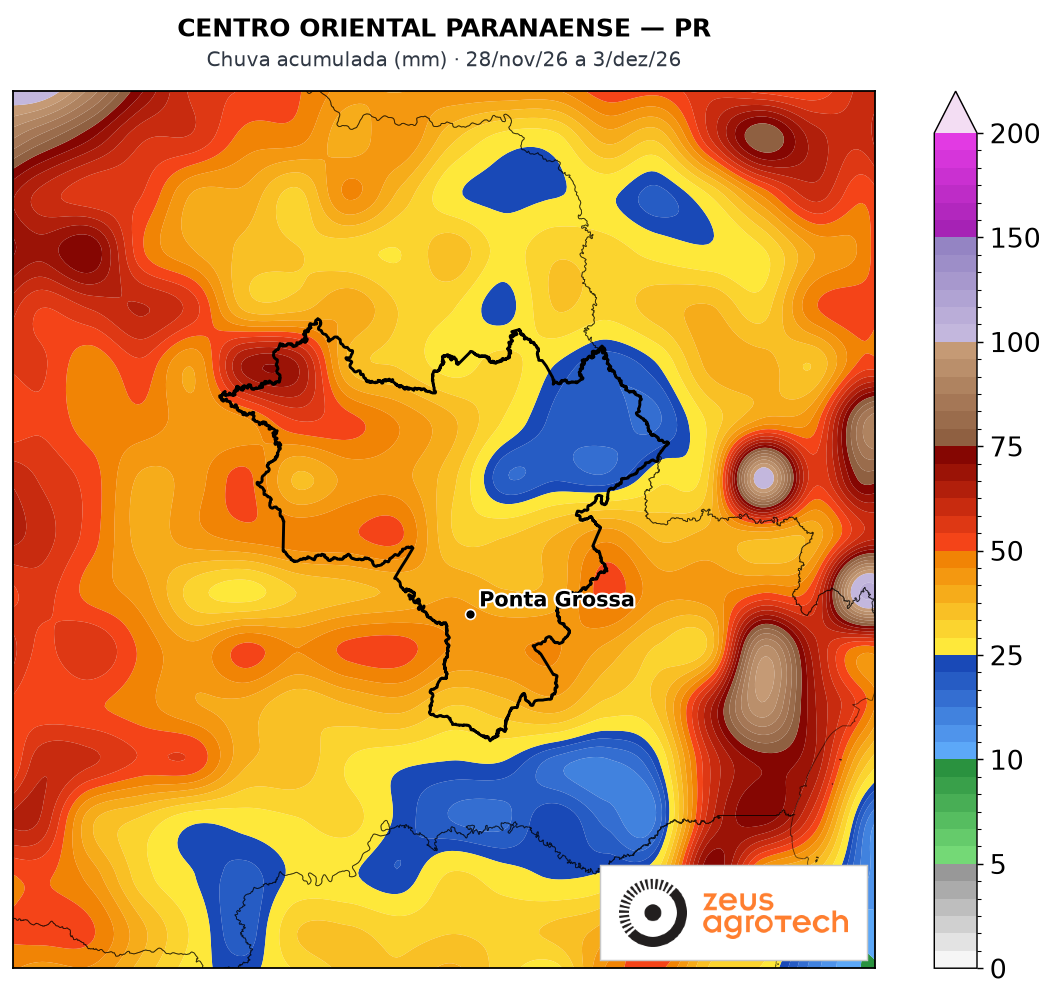 CENTRO ORIENTAL PARANAENSE — PR
Chuva acumulada (mm) · 28/nov/26 a 3/dez/26
200
150
100
75
50
25
10
5
0
Ponta Grossa
zeus
agrotech